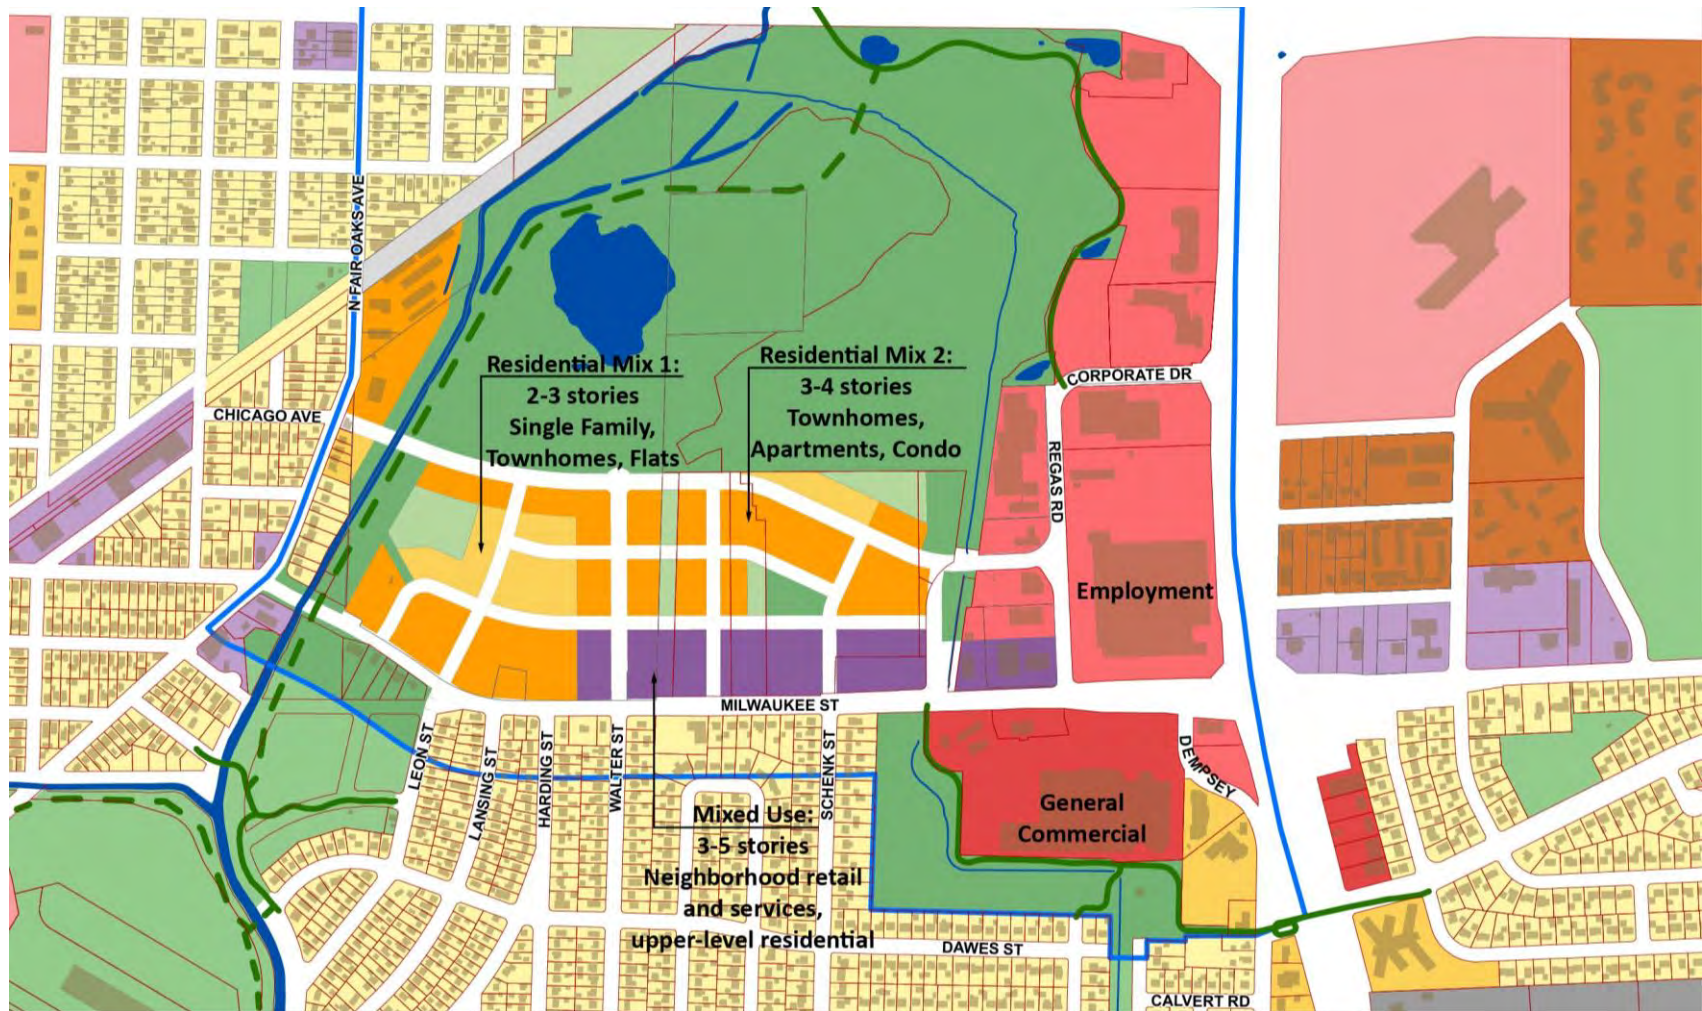 N FAIR OAKS AVE
Residential Mix 1:
2-3 stories
Single Family,
Townhomes, Flats
Residential Mix 2:
3-4 stories
Townhomes,
Apartments, Condo
CORPORATE DR
CHICAGO AVE
REGAS RD
Employment
MILWAUKEE ST
LEON ST
LANSING ST
HARDING ST
WALTER ST
SCHENK ST
DEMPSEY
Mixed Use:
3-5 stories
Neighborhood retail
and services,
upper-level residential
General
Commercial
DAWES ST
CALVERT RD